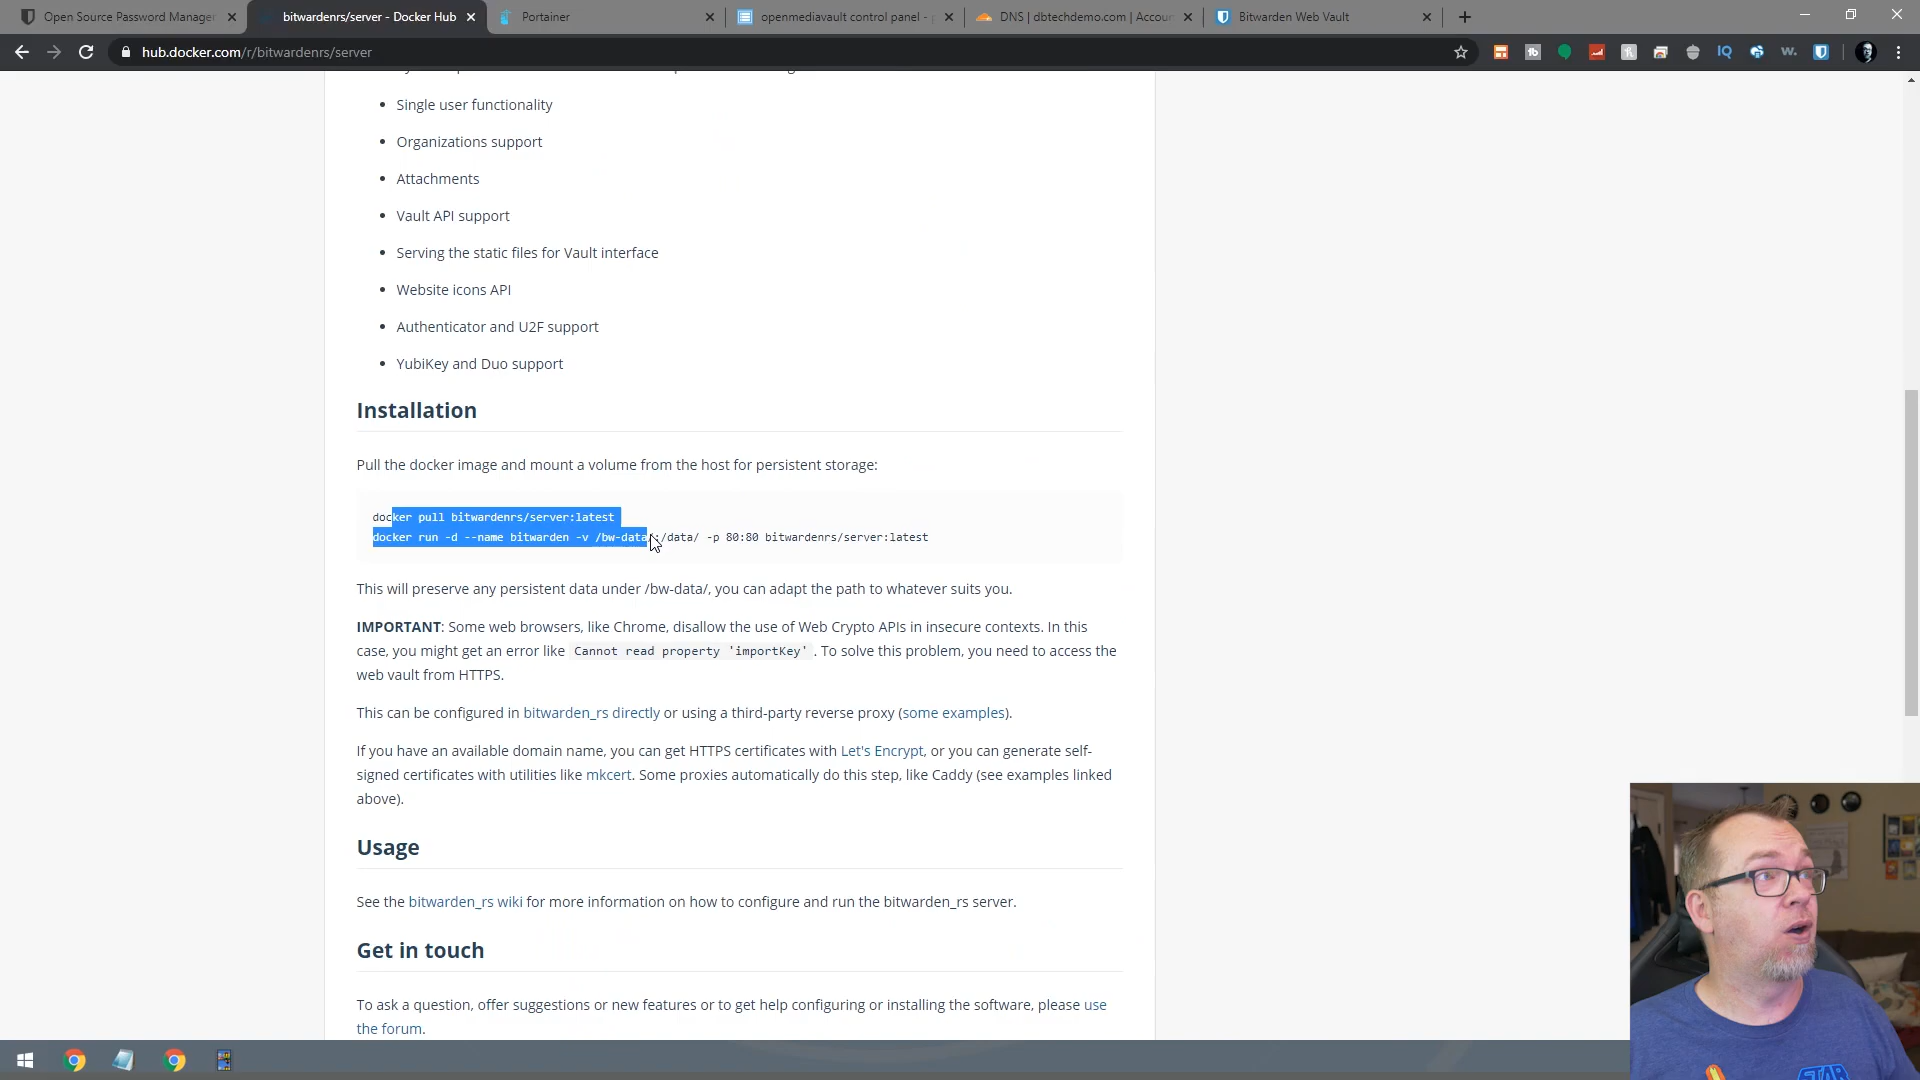 Open Source Password Manager
bitwardenrs/server - Docker Hub
Portainer
openmediavault control panel -
DNS | dbtechdemo.com | Accoun
Bitwarden Web Vault
hub.docker.com/r/bitwardenrs/server
• Single user functionality
• Organizations support
• Attachments
• Vault API support
• Serving the static files for Vault interface
• Website icons API
• Authenticator and U2F support
• YubiKey and Duo support
Installation
Pull the docker image and mount a volume from the host for persistent storage:
docker pull bitwardenrs/server:latest
docker run -d --name bitwarden -v /bw-data/:/data/ -p 80:80 bitwardenrs/server:latest
This will preserve any persistent data under /bw-data/, you can adapt the path to whatever suits you.
IMPORTANT: Some web browsers, like Chrome, disallow the use of Web Crypto APIs in insecure contexts. In this
case, you might get an error like Cannot read property 'importKey' . To solve this problem, you need to access the
web vault from HTTPS.
This can be configured in bitwarden_rs directly or using a third-party reverse proxy (some examples).
If you have an available domain name, you can get HTTPS certificates with Let's Encrypt, or you can generate self-
signed certificates with utilities like mkcert. Some proxies automatically do this step, like Caddy (see examples linked
above).
Usage
See the bitwarden_rs wiki for more information on how to configure and run the bitwarden_rs server.
Get in touch
To ask a question, offer suggestions or new features or to get help configuring or installing the software, please use
the forum.
STAR